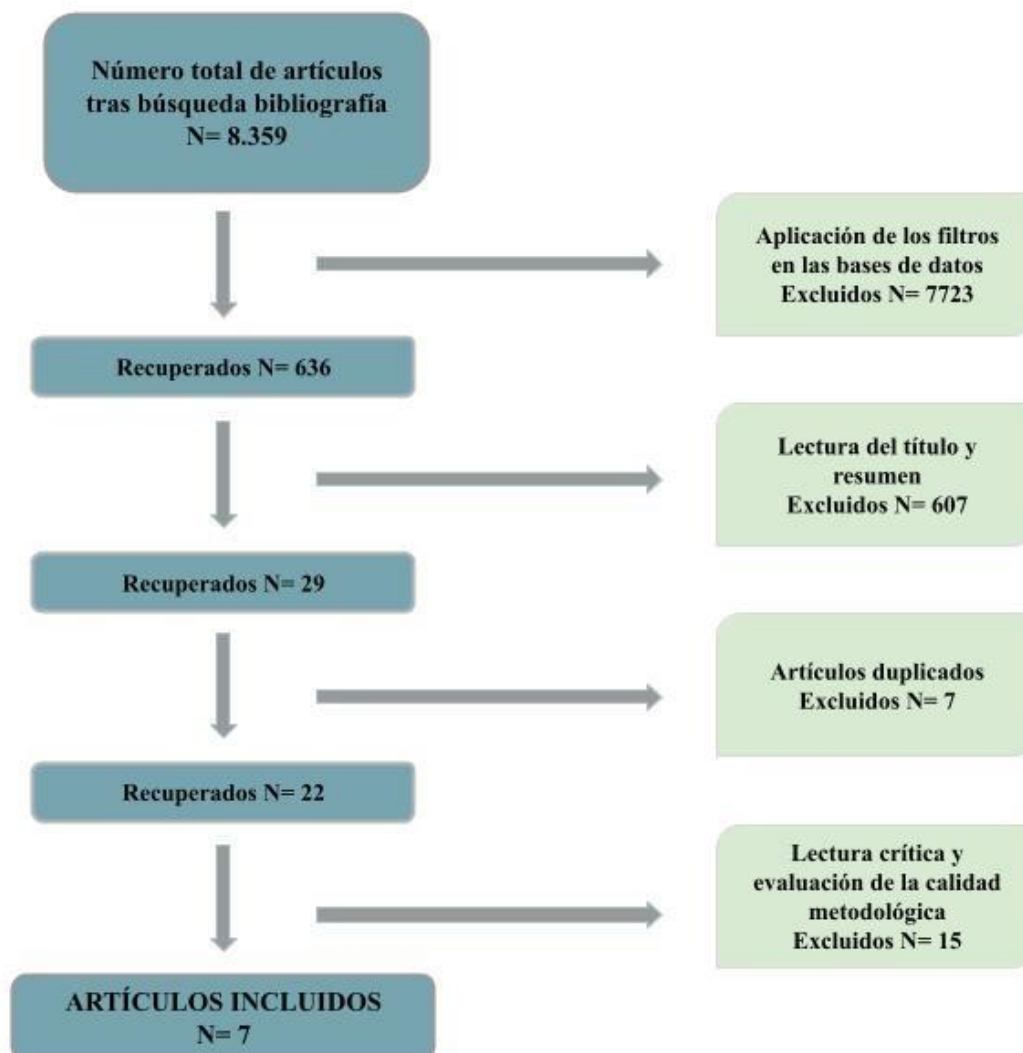 Número total de artículos
tras búsqueda bibliografía
N= 8.359
Aplicación de los filtros
en las bases de datos
Excluidos N= 7723
Recuperados N= 636
Lectura del título y
resumen
Excluidos N= 607
Recuperados N= 29
Artículos duplicados
Excluidos N= 7
Recuperados N= 22
Lectura crítica y
evaluación de la calidad
metodológica
Excluidos N= 15
ARTÍCULOS INCLUIDOS
N= 7